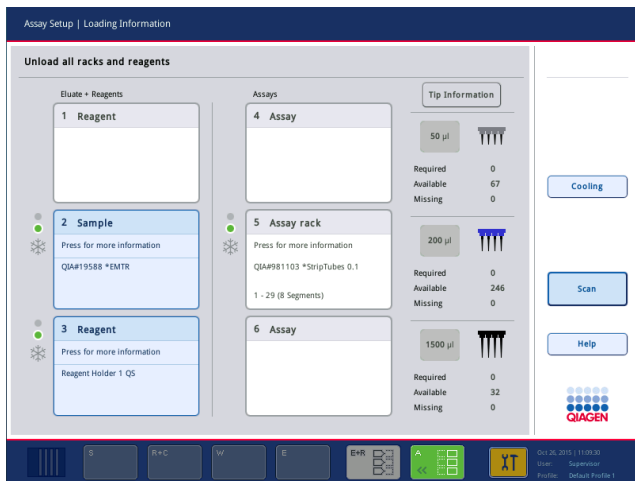 Assay Setup | Loading Information
Unload all racks and reagents
Eluate + Reagents
Assays
Tip Information
1 Reagent
4 Assay
50 µl
Required 0
Available 67
Missing 0
2 Sample
Press for more information
QIA#19588 *EMTR
5 Assay rack
Press for more information
QIA#981103 *StripTubes 0.1
1 - 29 (8 Segments)
200 µl
Required 0
Available 246
Missing 0
3 Reagent
Press for more information
Reagent Holder 1 QS
6 Assay
1500 µl
Required 0
Available 32
Missing 0
Cooling
Scan
Help
QIAGEN
S
R+C
W
E
E+R
A
<<
Oct 26, 2015 | 11:09:30
User: Supervisor
Profile: Default Profile 1